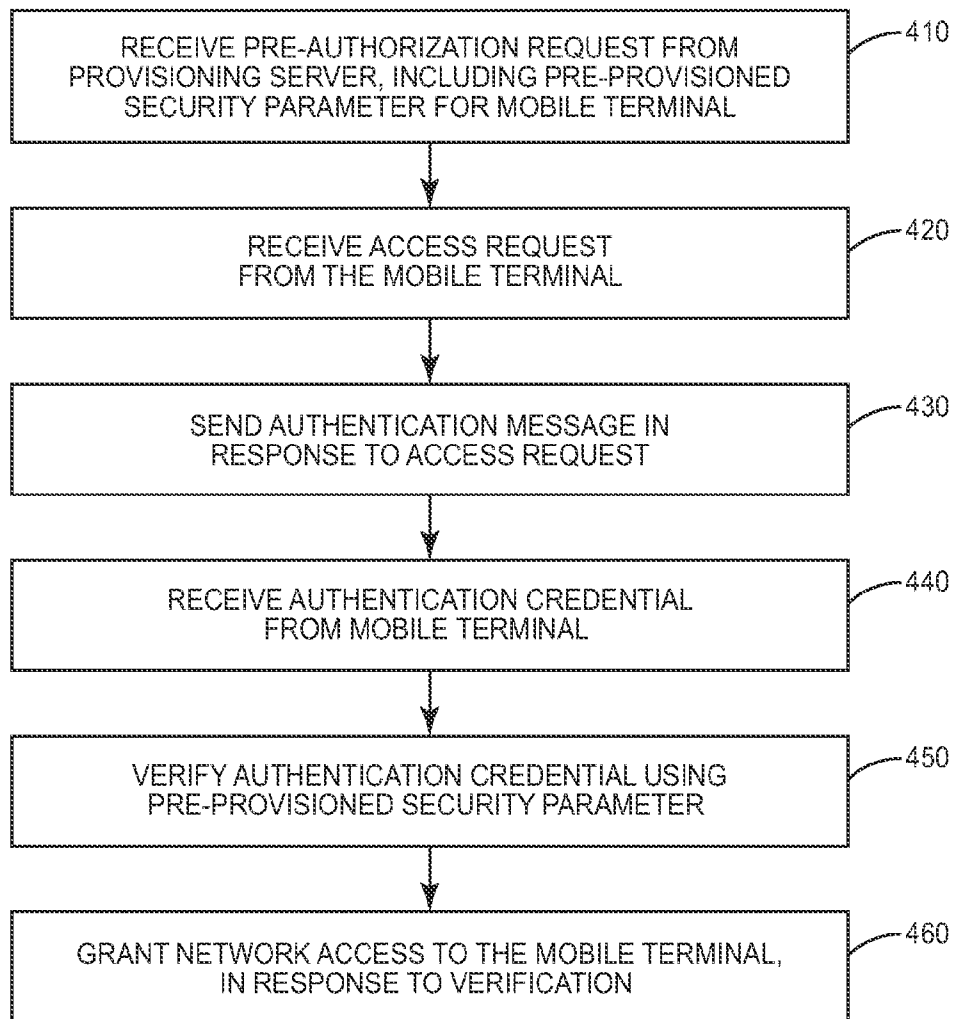 RECEIVE PRE-AUTHORIZATION REQUEST FROM
PROVISIONING SERVER, INCLUDING PRE-PROVISIONED
SECURITY PARAMETER FOR MOBILE TERMINAL
410
RECEIVE ACCESS REQUEST
FROM THE MOBILE TERMINAL
420
SEND AUTHENTICATION MESSAGE IN
RESPONSE TO ACCESS REQUEST
430
RECEIVE AUTHENTICATION CREDENTIAL
FROM MOBILE TERMINAL
440
VERIFY AUTHENTICATION CREDENTIAL USING
PRE-PROVISIONED SECURITY PARAMETER
450
GRANT NETWORK ACCESS TO THE MOBILE TERMINAL,
IN RESPONSE TO VERIFICATION
460